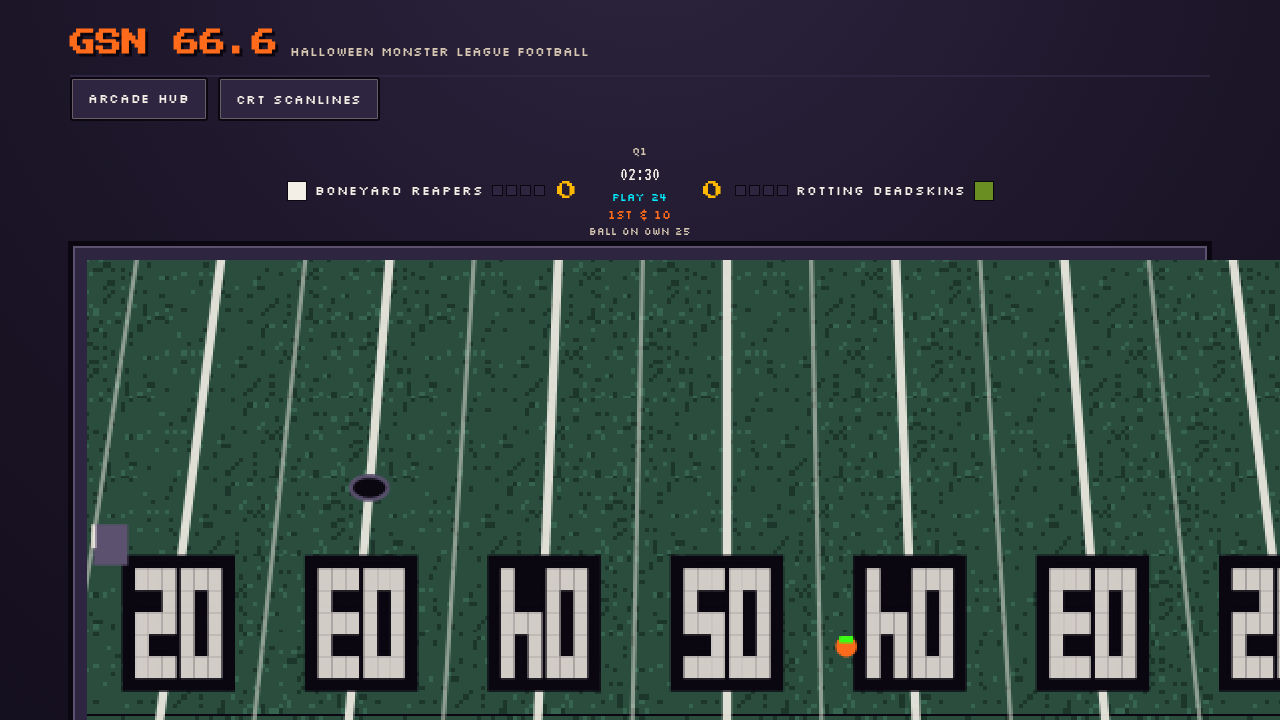 GSN 66.6 HALLOWEEN MONSTER LEAGUE FOOTBALL
ARCADE HUB CRT SCANLINES
Q1
02:30
BONEYARD REAPERS 0 0 ROTTING DEADSKINS
PLAY 24
1ST & 10
BALL ON OWN 25
20 30 40 50 40 30 2